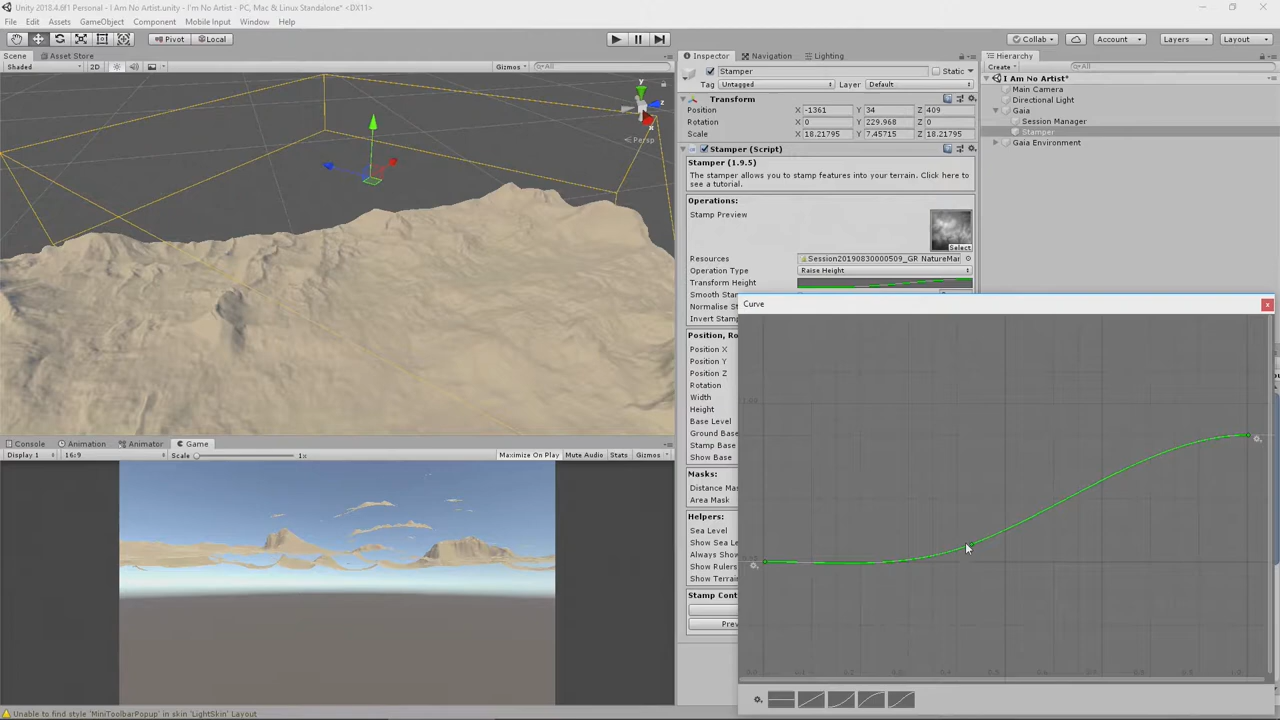 Unity 2018.4.6f1 Personal - I Am No Artist.unity - I'm No Artist - PC, Mac & Linux Standalone* <DX11>
File Edit Assets GameObject Component Mobile Input Window Help
Pivot Local Collab Account Layers Layout
Scene Asset Store
Shaded 2D Gizmos All
Persp
y
z
x
Inspector Navigation Lighting
Stamper Static
Tag Untagged Layer Default
Transform
Position X -1361 Y 34 Z 409
Rotation X 0 Y 229.968 Z 0
Scale X 18.21795 Y 7.45715 Z 18.21795
Stamper (Script)
Stamper (1.9.5)
The stamper allows you to stamp features into your terrain. Click here to
see a tutorial.
Operations:
Stamp Preview
Select
Resources Session20190830000509_GR_NatureMan
Operation Type Raise Height
Transform Height
Smooth Sta
Normalise St
Invert Stamp
Position, Ro
Position X
Position Y
Position Z
Rotation
Width
Height
Base Level
Ground Base
Stamp Base
Show Base
Masks:
Distance Mas
Area Mask
Helpers:
Sea Level
Show Sea Le
Always Show
Show Rulers
Show Terrain
Stamp Cont
Prev
Hierarchy
Create All
I Am No Artist*
Main Camera
Directional Light
Gaia
Session Manager
Stamper
Gaia Environment
Curve
Console Animation Animator Game
Display 1 16:9 Scale 1x Maximize On Play Mute Audio Stats Gizmos
Unable to find style 'MiniToolbarPopup' in skin 'LightSkin' Layout